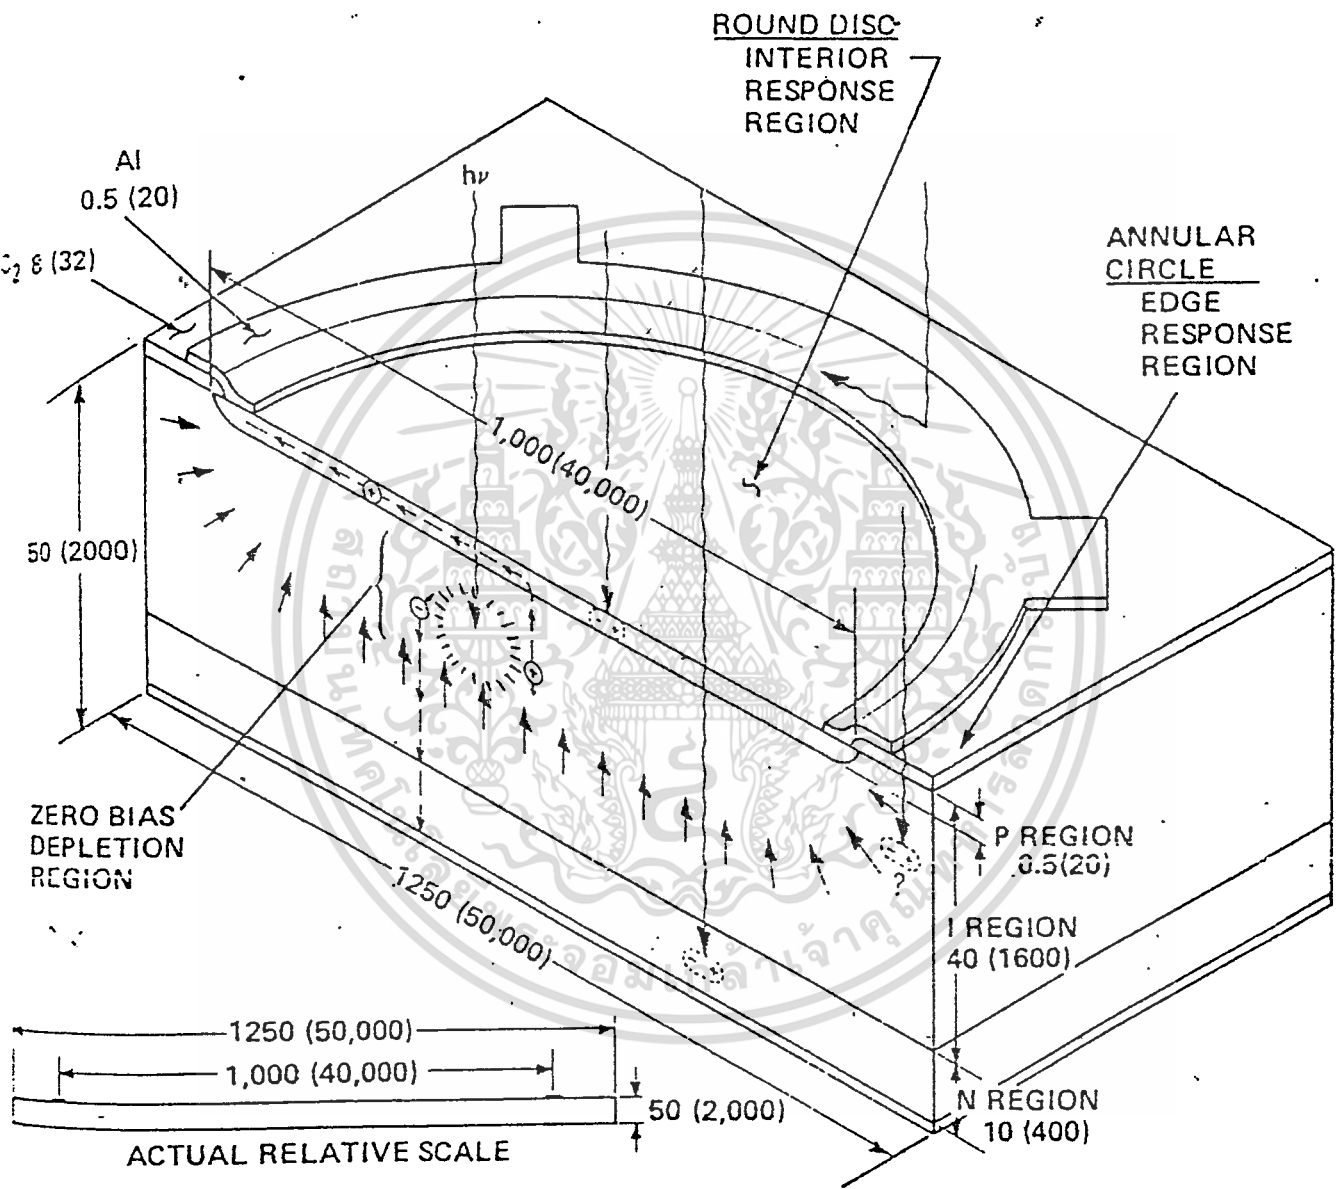 ROUND DISC
INTERIOR
RESPONSE
REGION
Al
0.5 (20)
hν
ANNULAR
CIRCLE
EDGE
RESPONSE
REGION
(32)
1,000(40,000)
50 (2000)
ZERO BIAS
DEPLETION
REGION
P REGION
0.5(20)
?
I REGION
40 (1600)
1250 (50,000)
1250 (50,000)
1,000 (40,000)
50 (2,000)
N REGION
10 (400)
ACTUAL RELATIVE SCALE